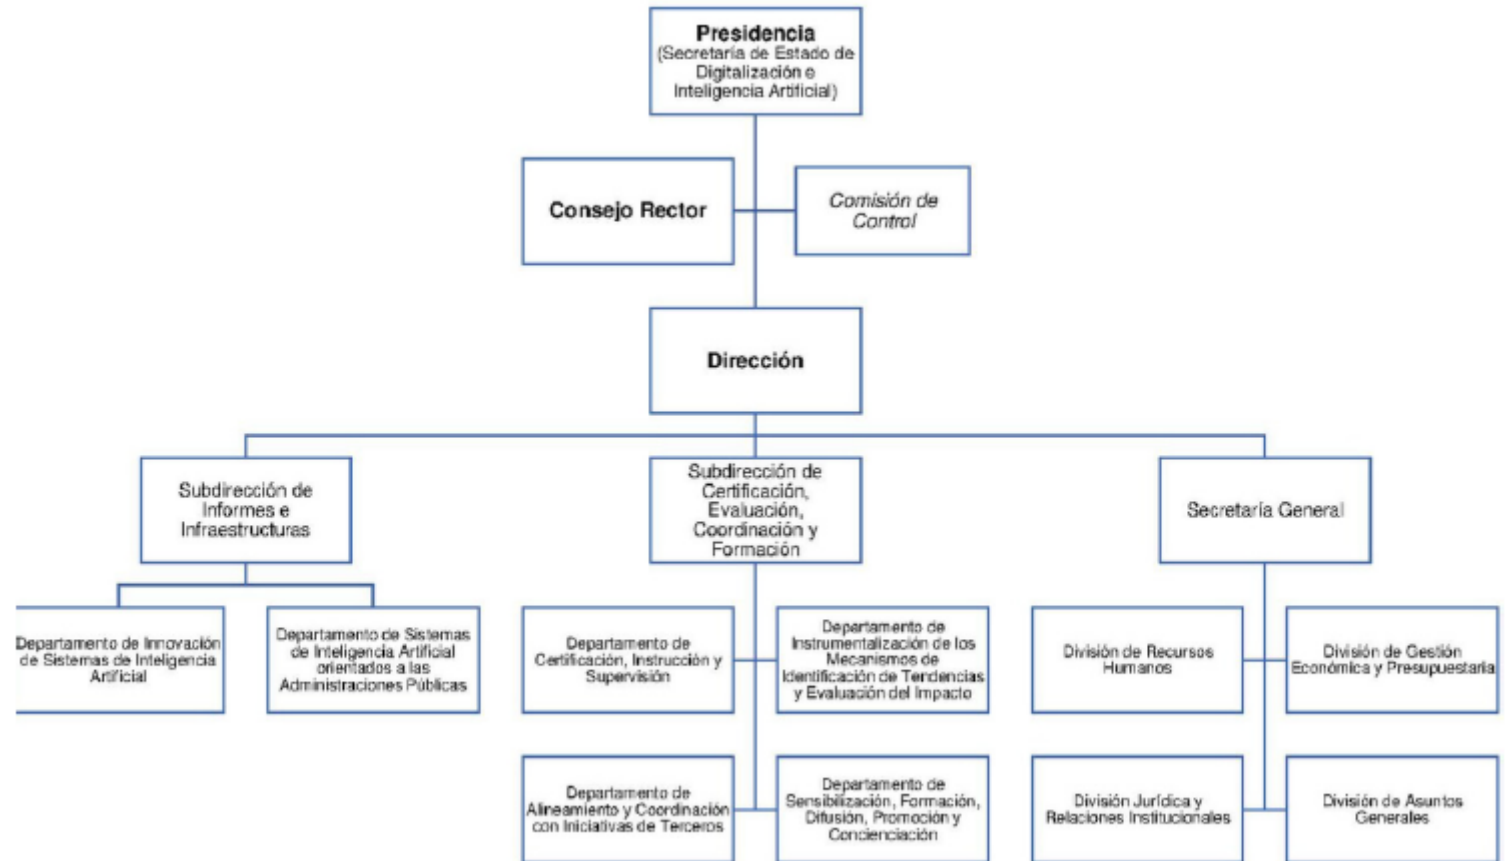 Presidencia
(Secretaría de Estado de
Digitalización e
Inteligencia Artificial)
Consejo Rector
Comisión de
Control
Dirección
Subdirección de
Informes e
Infraestructuras
Subdirección de
Certificación,
Evaluación,
Coordinación y
Formación
Secretaría General
Departamento de Innovación
de Sistemas de Inteligencia
Artificial
Departamento de Sistemas
de Inteligencia Artificial
orientados a las
Administraciones Públicas
Departamento de
Certificación, Instrucción y
Supervisión
Departamento de
Instrumentalización de los
Mecanismos de
Identificación de Tendencias
y Evaluación del Impacto
División de Recursos
Humanos
División de Gestión
Económica y Presupuestaria
Departamento de
Alineamiento y Coordinación
con Iniciativas de Terceros
Departamento de
Sensibilización, Formación,
Difusión, Promoción y
Concienciación
División Jurídica y
Relaciones Institucionales
División de Asuntos
Generales